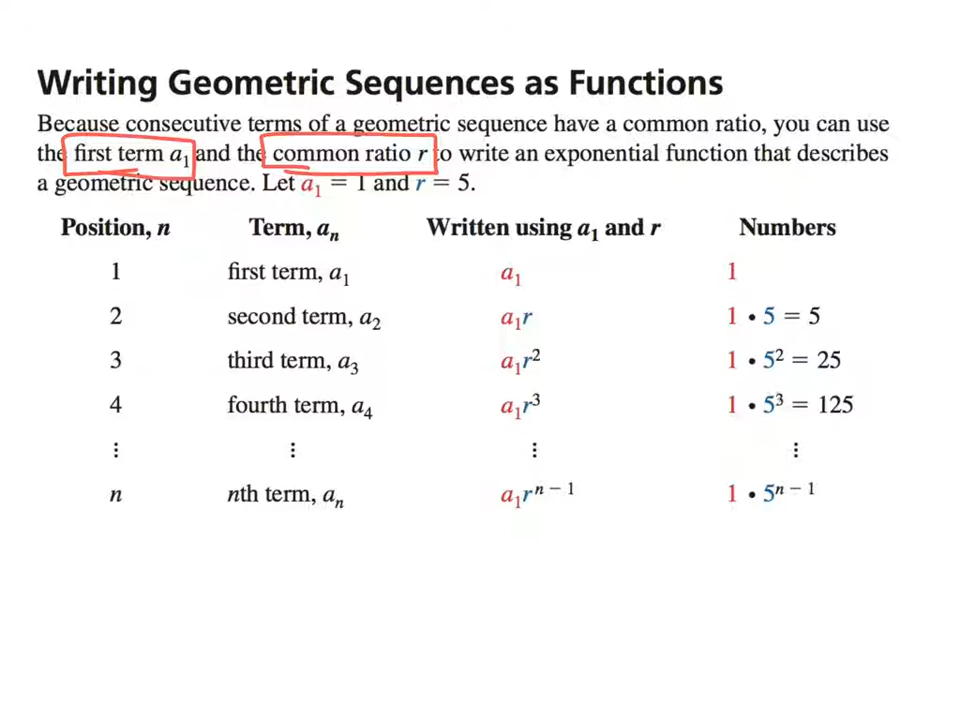 Writing Geometric Sequences as Functions
Because consecutive terms of a geometric sequence have a common ratio, you can use
the first term a₁ and the common ratio r to write an exponential function that describes
a geometric sequence. Let a₁ = 1 and r = 5.
Position, n Term, aₙ Written using a₁ and r Numbers
1 first term, a₁ a₁ 1
2 second term, a₂ a₁r 1 • 5 = 5
3 third term, a₃ a₁r² 1 • 5² = 25
4 fourth term, a₄ a₁r³ 1 • 5³ = 125
⋮ ⋮ ⋮ ⋮
n nth term, aₙ a₁rⁿ ⁻ ¹ 1 • 5ⁿ ⁻ ¹